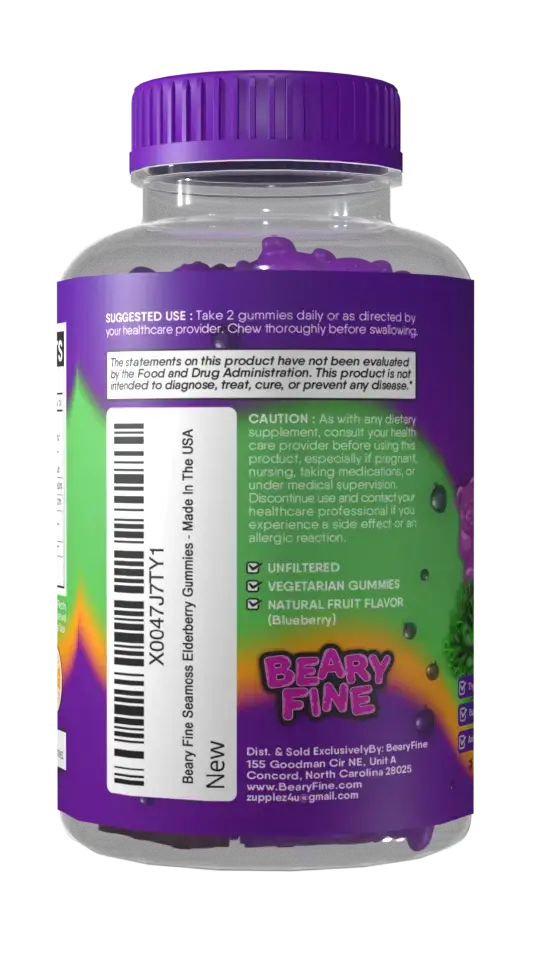 SUGGESTED USE : Take 2 gummies daily or as directed by
your healthcare provider. Chew thoroughly before swallowing.
The statements on this product have not been evaluated
by the Food and Drug Administration. This product is not
intended to diagnose, treat, cure, or prevent any disease.*
X0047J7TY1
Beary Fine Seamoss Elderberry Gummies - Made In The USA
New
CAUTION : As with any dietary
supplement, consult your health
care provider before using this
product, especially if pregnant,
nursing, taking medications, or
under medical supervision.
Discontinue use and contact your
healthcare professional if you
experience a side effect or an
allergic reaction.
UNFILTERED
VEGETARIAN GUMMIES
NATURAL FRUIT FLAVOR
(Blueberry)
BEARY
FINE
Dist. & Sold ExclusivelyBy: BearyFine
155 Goodman Cir NE, Unit A
Concord, North Carolina 28025
www.BearyFine.com
zupplez4u@gmail.com